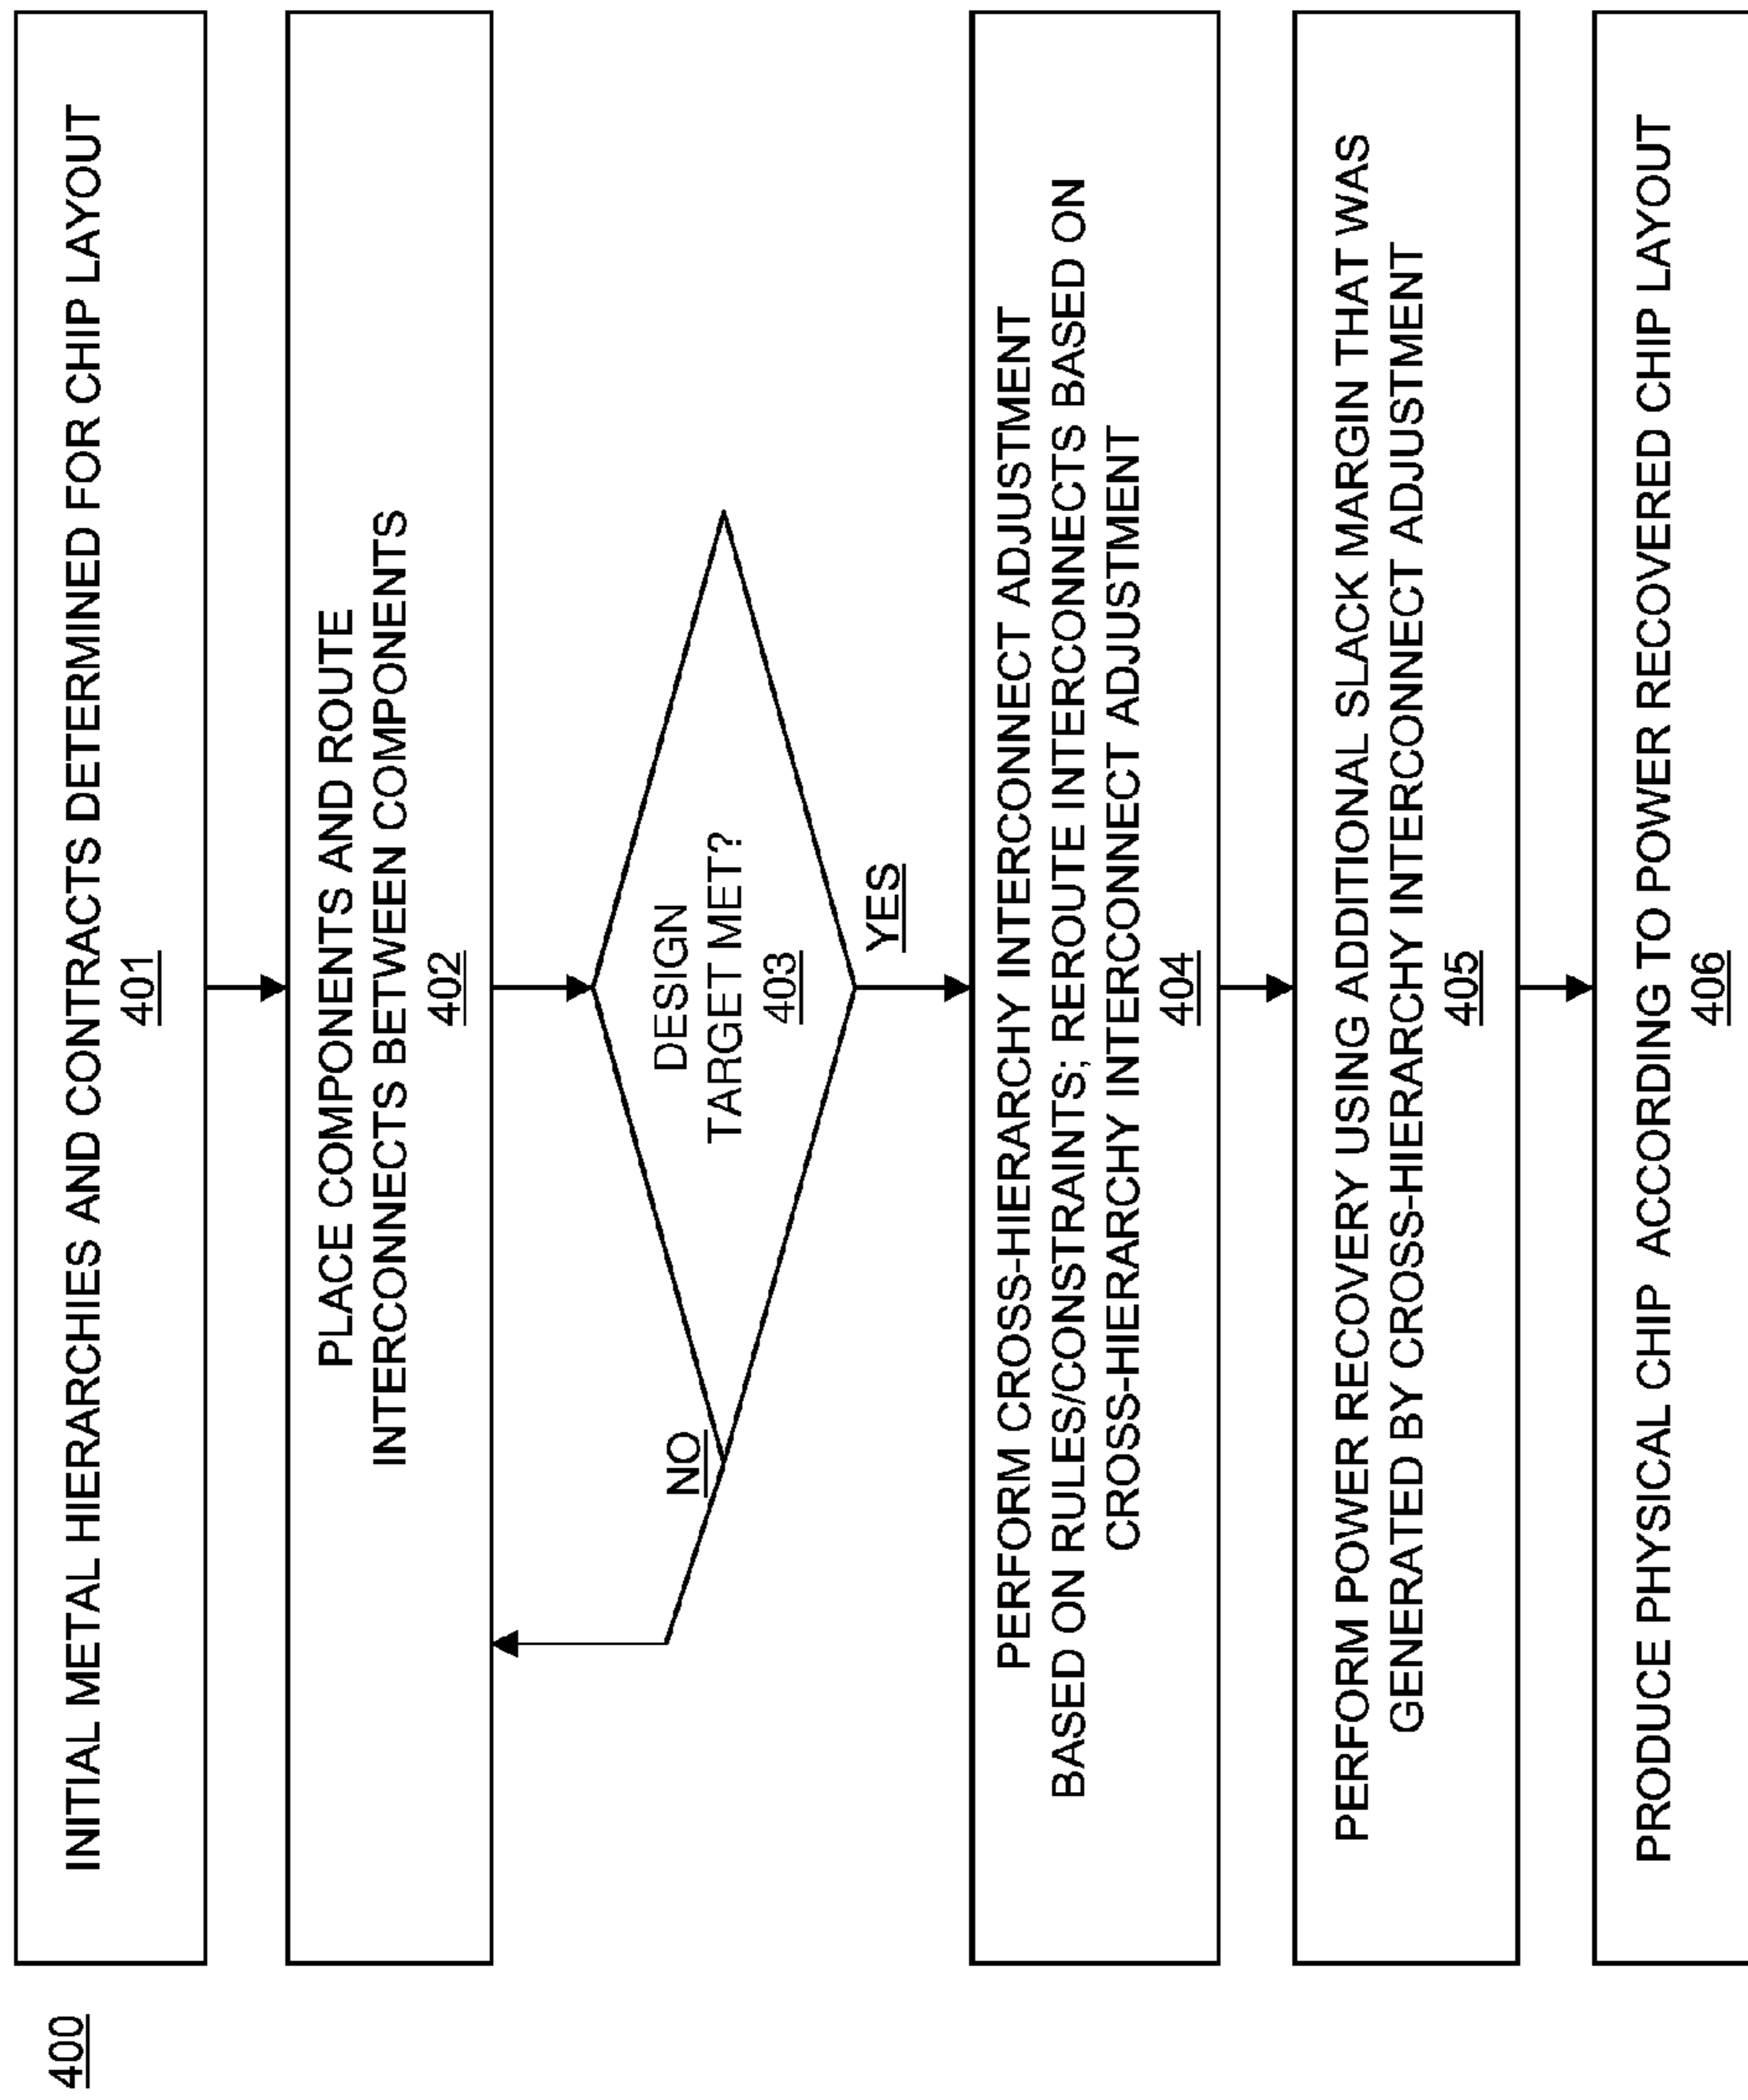 400
INITIAL METAL HIERARCHIES AND CONTRACTS DETERMINED FOR CHIP LAYOUT
401
PLACE COMPONENTS AND ROUTE
INTERCONNECTS BETWEEN COMPONENTS
402
DESIGN
TARGET MET?
403
NO
YES
PERFORM CROSS-HIERARCHY INTERCONNECT ADJUSTMENT
BASED ON RULES/CONSTRAINTS; REROUTE INTERCONNECTS BASED ON
CROSS-HIERARCHY INTERCONNECT ADJUSTMENT
404
PERFORM POWER RECOVERY USING ADDITIONAL SLACK MARGIN THAT WAS
GENERATED BY CROSS-HIERARCHY INTERCONNECT ADJUSTMENT
405
PRODUCE PHYSICAL CHIP ACCORDING TO POWER RECOVERED CHIP LAYOUT
406